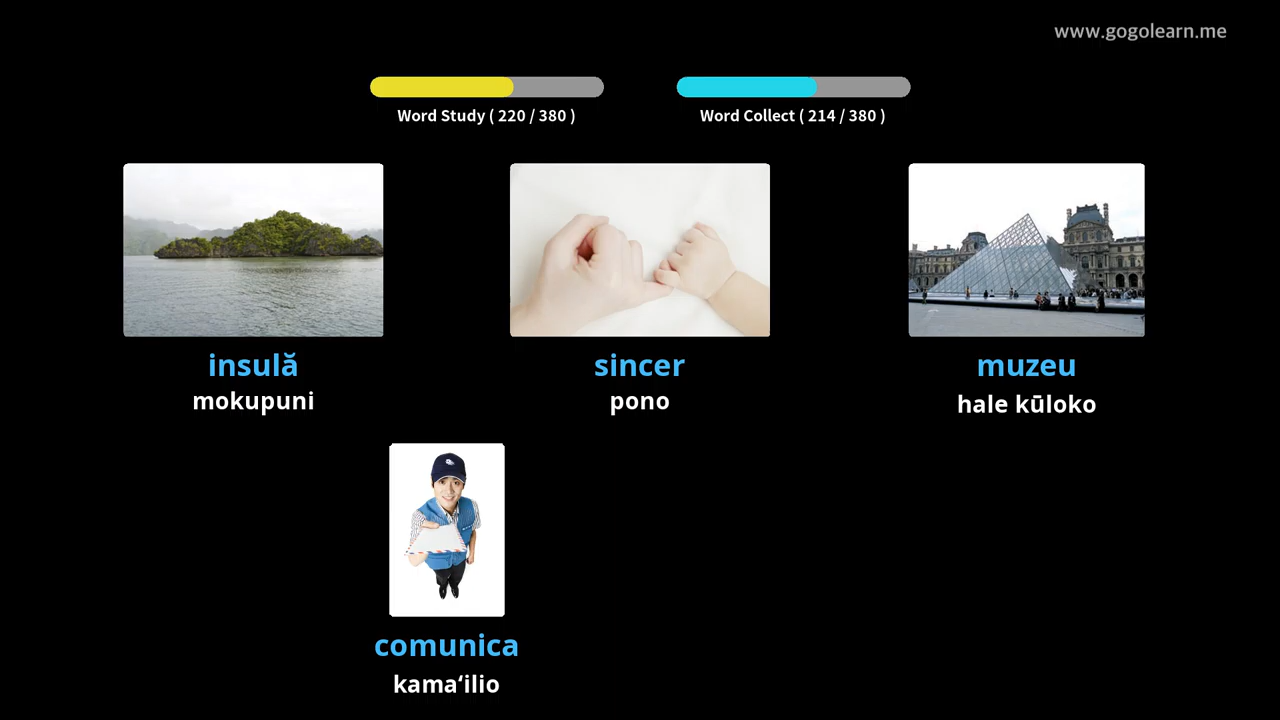 www.gogolearn.me
Word Study ( 220 / 380 )
Word Collect ( 214 / 380 )
insulă
mokupuni
sincer
pono
muzeu
hale kūloko
comunica
kamaʻilio